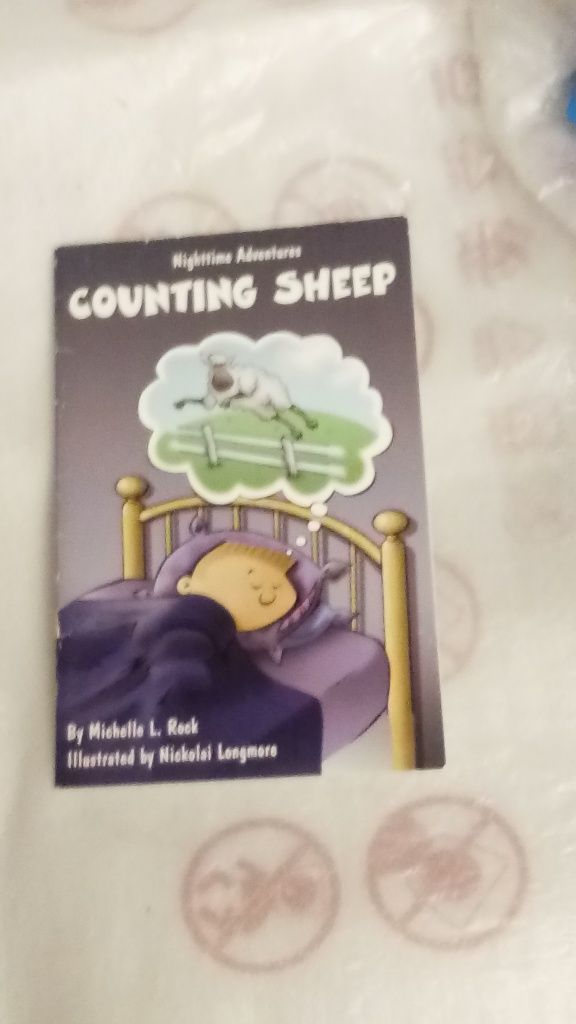 Nighttime Adventures
COUNTING SHEEP
By Michelle L. Rock
Illustrated by Nickolai Longmore